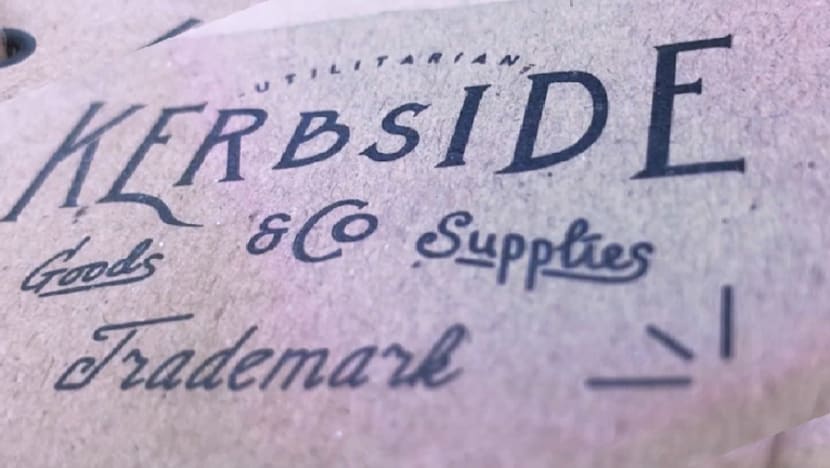 UTILITARIAN
KERBSIDE
Goods &Co Supplies
Trademark